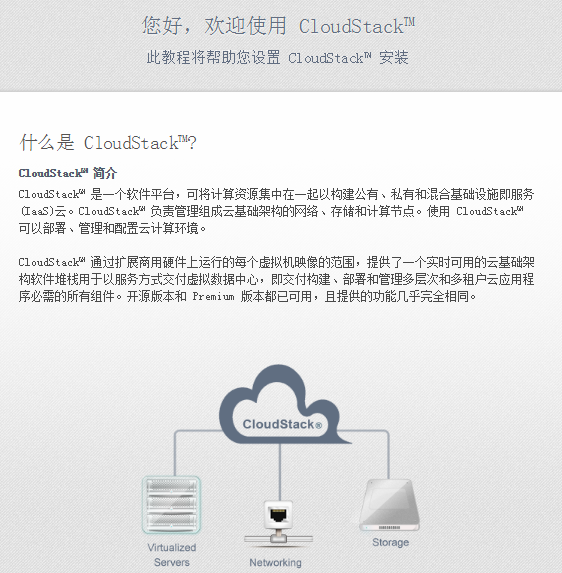 您好，欢迎使用 CloudStack™
此教程将帮助您设置 CloudStack™ 安装
什么是 CloudStack™?
CloudStack™ 简介
CloudStack™ 是一个软件平台，可将计算资源集中在一起以构建公有、私有和混合基础设施即服务
(IaaS)云。CloudStack™ 负责管理组成云基础架构的网络、存储和计算节点。使用 CloudStack™
可以部署、管理和配置云计算环境。
CloudStack™ 通过扩展商用硬件上运行的每个虚拟机映像的范围，提供了一个实时可用的云基础架
构软件堆栈用于以服务方式交付虚拟数据中心，即交付构建、部署和管理多层次和多租户云应用程
序必需的所有组件。开源版本和 Premium 版本都已可用，且提供的功能几乎完全相同。
CloudStack®
Virtualized
Servers
Networking
Storage